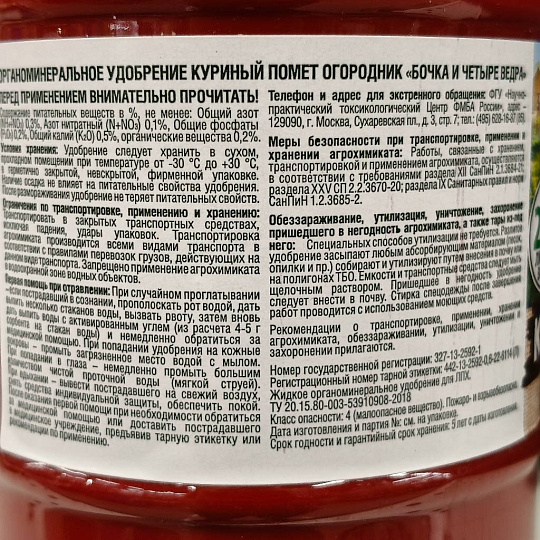 ОРГАНОМИНЕРАЛЬНОЕ УДОБРЕНИЕ КУРИНЫЙ ПОМЕТ ОГОРОДНИК «БОЧКА И ЧЕТЫРЕ ВЕДРА»
ПЕРЕД ПРИМЕНЕНИЕМ ВНИМАТЕЛЬНО ПРОЧИТАТЬ!
Содержание питательных веществ в %, не менее: Общий азот
(NH+NO₃) 0,3%, Азот нитратный (N+NO₃) 0,1%, Общие фосфаты
0,2%, Общий калий (K₂O) 0,5%, органические вещества 0,2%.
Условия хранения: Удобрение следует хранить в сухом,
прохладном помещении при температуре от -30 °С до +30 °С,
в герметично закрытой, невскрытой, фирменной упаковке.
Наличие осадка не влияет на питательные свойства удобрения.
После размораживания удобрение не теряет питательных свойств.
Ограничения по транспортировке, применению и хранению:
Транспортировать в закрытых транспортных средствах,
исключая падения, удары упаковок. Транспортировка
агрохимиката производится всеми видами транспорта в
соответствии с правилами перевозок грузов, действующих на
данном виде транспорта. Запрещено применение агрохимиката
в водоохранной зоне водных объектов.
Первая помощь при отравлении: При случайном проглатывании
– если пострадавший в сознании, прополоскать рот водой, дать
выпить несколько стаканов воды, вызвать рвоту, затем вновь
дать выпить воды с активированным углем (из расчета 4-5 г
сорбента на стакан воды) и немедленно обратиться за
медицинской помощью. При попадании удобрения на кожные
покровы – промыть загрязненное место водой с мылом.
При попадании в глаза – немедленно промыть большим
количеством чистой проточной воды (мягкой струей).
При вдыхании – вывести пострадавшего на свежий воздух,
снять средства индивидуальной защиты, обеспечить покой.
После оказания первой помощи при необходимости обратиться
за медицинской помощью или доставить пострадавшего
в медицинское учреждение, предъявив тарную этикетку или
рекомендации по применению.
Телефон и адрес для экстренного обращения: ФГУ «Научно-
практический токсикологический Центр ФМБА России», адрес -
129090, г. Москва, Сухаревская пл., д. 3, стр. 7; тел.: (495) 628-16-87
Меры безопасности при транспортировке, применении и
хранении агрохимиката: Работы, связанные с хранением,
транспортировкой и применением агрохимиката, осуществляются
в соответствии с требованиями раздела XII СанПиН 2.1.3684-21,
раздела XXV СП 2.2.3670-20; раздела IX Санитарных правил и норм
СанПиН 1.2.3685-2.
Обеззараживание, утилизация, уничтожение, захоронение
пришедшего в негодность агрохимиката, а также тары из-под
него: Специальных способов утилизации не требуется. Разлитое
удобрение засыпают любым абсорбирующим материалом (песок,
опилки и пр.) собирают и утилизируют путем внесения в почву или
на полигонах ТБО. Емкости и транспортные средства споласкивают
щелочным раствором. Пришедшее в негодность удобрение
следует внести в почву. Стирка спецодежды после завершения
работ проводится с использованием моющих средств.
Рекомендации о транспортировке, применении, хранении
агрохимиката, обеззараживании, утилизации, уничтожении и
захоронении прилагаются.
Номер государственной регистрации: 327-13-2592-1
Регистрационный номер тарной этикетки: 442-13-2592-0
Жидкое органоминеральное удобрение для ЛПХ.
ТУ 20.15.80-003-53910908-2018
Класс опасности: 4 (малоопасное вещество). Пожаро- и взрывобезопасно.
Дата изготовления и партия №: см. на упаковке.
Срок годности и гарантийный срок хранения: 5 лет с даты изготовления.